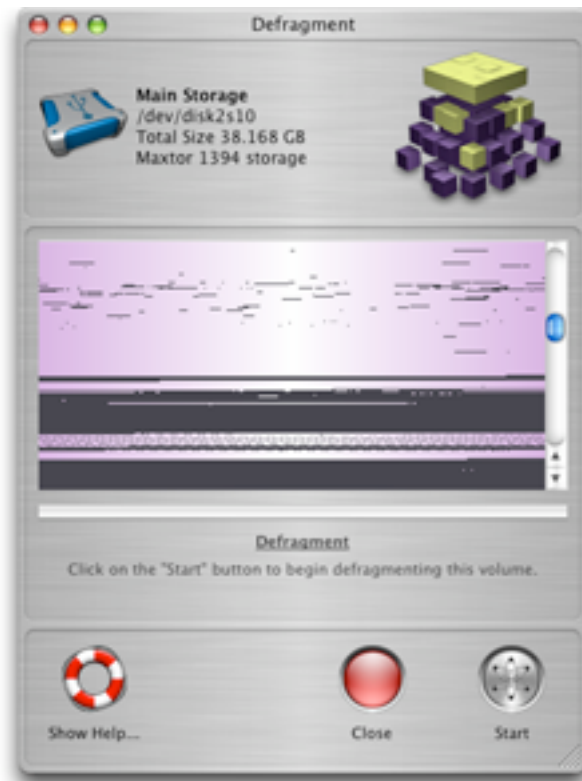 Defragment
Main Storage
/dev/disk2s10
Total Size 38.168 GB
Maxtor 1394 storage
Defragment
Click on the "Start" button to begin defragmenting this volume.
Show Help...
Close
Start